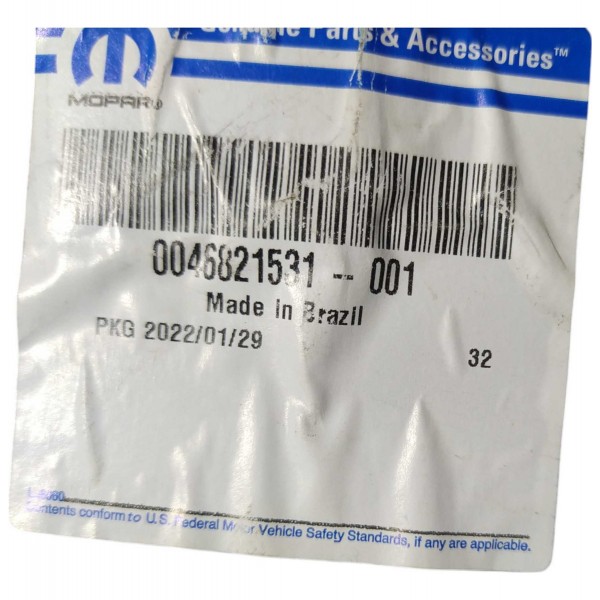 Genuine Parts & Accessories™
MOPAR®
0046821531-001
Made in Brazil
PKG 2022/01/29
32
Contents conform to U.S. Federal Motor Vehicle Safety Standards, if any are applicable.